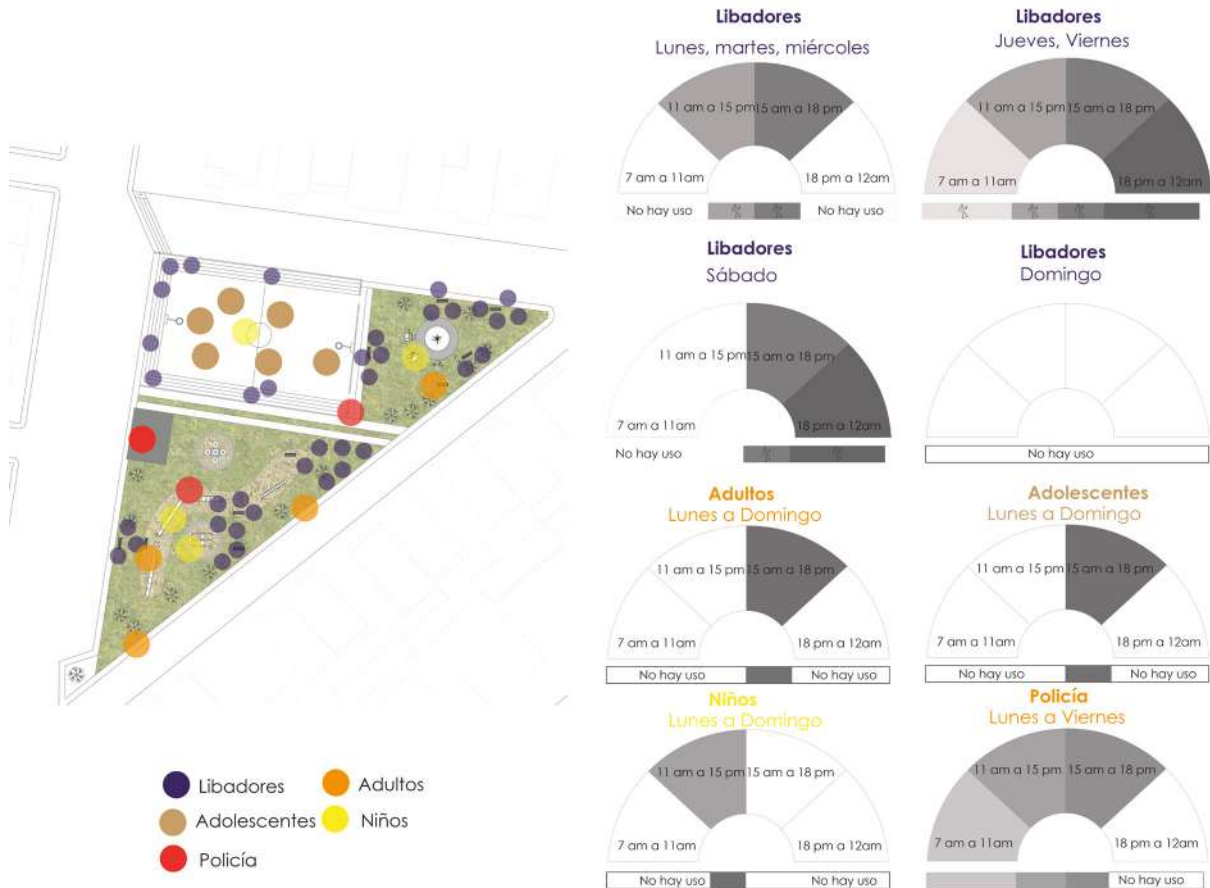 Libadores
Lunes, martes, miércoles
11 am a 15 pm
15 am a 18 pm
7 am a 11am
18 pm a 12am
No hay uso
No hay uso
Libadores
Jueves, Viernes
11 am a 15 pm
15 am a 18 pm
7 am a 11am
18 pm a 12am
Libadores
Sábado
11 am a 15 pm
15 am a 18 pm
7 am a 11am
18 pm a 12am
No hay uso
Libadores
Domingo
No hay uso
Adultos
Lunes a Domingo
11 am a 15 pm
15 am a 18 pm
7 am a 11am
18 pm a 12am
No hay uso
No hay uso
Adolescentes
Lunes a Domingo
11 am a 15 pm
15 am a 18 pm
7 am a 11am
18 pm a 12am
No hay uso
No hay uso
Niños
Lunes a Domingo
11 am a 15 pm
15 am a 18 pm
7 am a 11am
18 pm a 12am
No hay uso
No hay uso
Policía
Lunes a Viernes
11 am a 15 pm
15 am a 18 pm
7 am a 11am
18 pm a 12am
No hay uso
Libadores
Adultos
Adolescentes
Niños
Policía